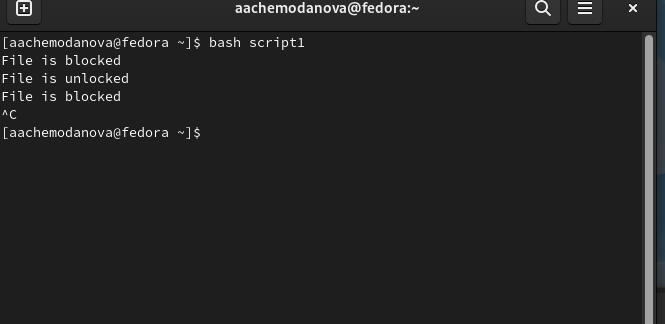 aachemodanova@fedora:~
[aachemodanova@fedora ~]$ bash script1
File is blocked
File is unlocked
File is blocked
^C
[aachemodanova@fedora ~]$